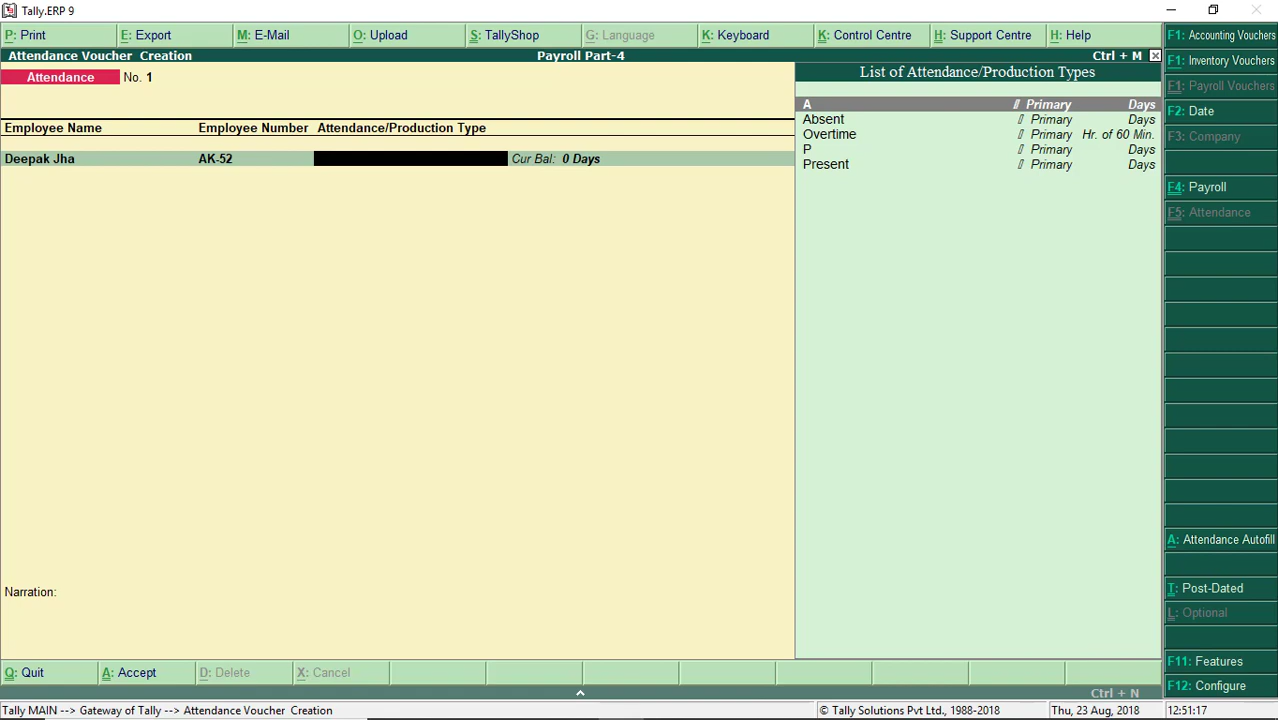 Tally.ERP 9
P: Print E: Export M: E-Mail O: Upload S: TallyShop G: Language K: Keyboard K: Control Centre H: Support Centre H: Help
F1: Accounting Vouchers
Attendance Voucher Creation Payroll Part-4 Ctrl + M
F1: Inventory Vouchers
List of Attendance/Production Types
Attendance No. 1
F1: Payroll Vouchers
A Primary Days
F2: Date
Absent Primary Days
Employee Name Employee Number Attendance/Production Type
Overtime Primary Hr. of 60 Min.
F3: Company
P Primary Days
Deepak Jha AK-52 Cur Bal: 0 Days
Present Primary Days
F4: Payroll
F5: Attendance
A: Attendance Autofill
T: Post-Dated
Narration:
L: Optional
F11: Features
Q: Quit A: Accept D: Delete X: Cancel
F12: Configure
Ctrl + N
Tally MAIN --> Gateway of Tally --> Attendance Voucher Creation © Tally Solutions Pvt Ltd., 1988-2018 Thu, 23 Aug, 2018 12:51:17